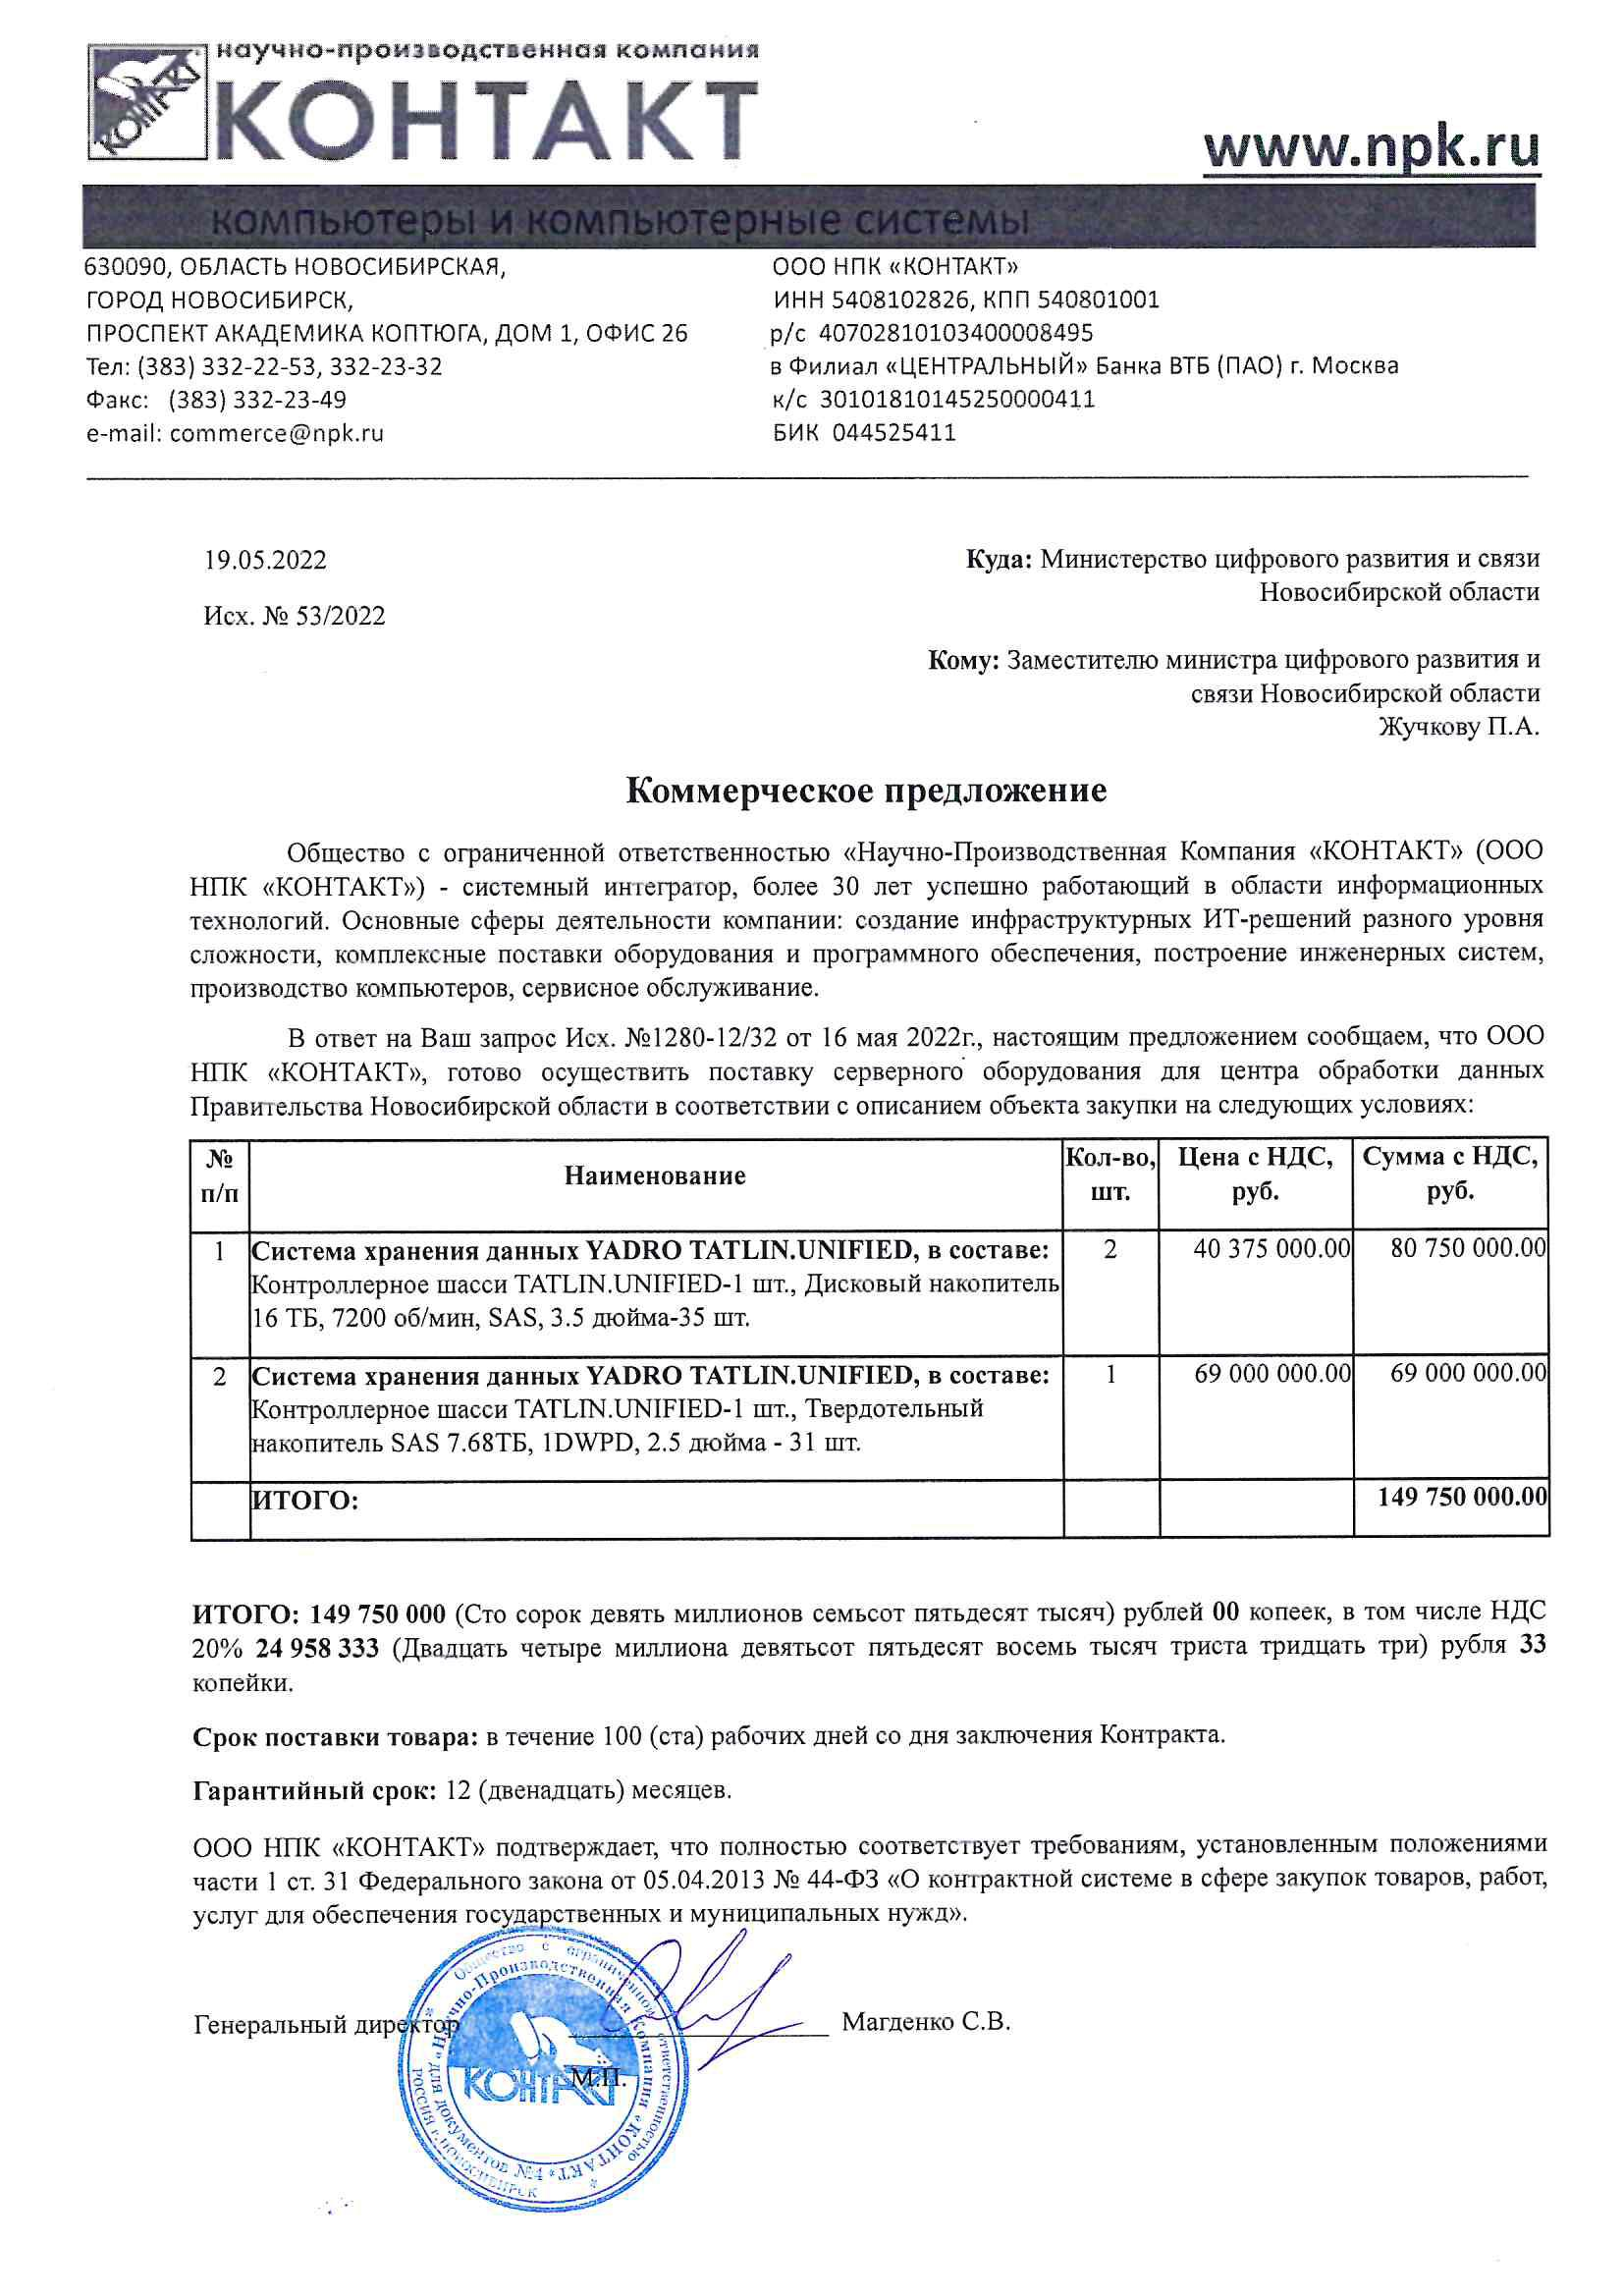 научно-производственная компания
КОНТАКТ
КОНТАКТ
www.npk.ru
компьютеры и компьютерные системы
630090, ОБЛАСТЬ НОВОСИБИРСКАЯ,
ГОРОД НОВОСИБИРСК,
ПРОСПЕКТ АКАДЕМИКА КОПТЮГА, ДОМ 1, ОФИС 26
Тел: (383) 332-22-53, 332-23-32
Факс: (383) 332-23-49
e-mail: commerce@npk.ru
ООО НПК «КОНТАКТ»
ИНН 5408102826, КПП 540801001
р/с 40702810103400008495
в Филиал «ЦЕНТРАЛЬНЫЙ» Банка ВТБ (ПАО) г. Москва
к/с 30101810145250000411
БИК 044525411
19.05.2022
Исх. № 53/2022
Куда: Министерство цифрового развития и связи
Новосибирской области
Кому: Заместителю министра цифрового развития и
связи Новосибирской области
Жучкову П.А.
Коммерческое предложение
Общество с ограниченной ответственностью «Научно-Производственная Компания «КОНТАКТ» (ООО
НПК «КОНТАКТ») - системный интегратор, более 30 лет успешно работающий в области информационных
технологий. Основные сферы деятельности компании: создание инфраструктурных ИТ-решений разного уровня
сложности, комплексные поставки оборудования и программного обеспечения, построение инженерных систем,
производство компьютеров, сервисное обслуживание.
В ответ на Ваш запрос Исх. №1280-12/32 от 16 мая 2022г., настоящим предложением сообщаем, что ООО
НПК «КОНТАКТ», готово осуществить поставку серверного оборудования для центра обработки данных
Правительства Новосибирской области в соответствии с описанием объекта закупки на следующих условиях:
№ п/п Наименование Кол-во, шт. Цена с НДС, руб. Сумма с НДС, руб.
1 Система хранения данных YADRO TATLIN.UNIFIED, в составе: 2 40 375 000.00 80 750 000.00
Контроллерное шасси TATLIN.UNIFIED-1 шт., Дисковый накопитель
16 ТБ, 7200 об/мин, SAS, 3.5 дюйма-35 шт.
2 Система хранения данных YADRO TATLIN.UNIFIED, в составе: 1 69 000 000.00 69 000 000.00
Контроллерное шасси TATLIN.UNIFIED-1 шт., Твердотельный
накопитель SAS 7.68ТБ, 1DWPD, 2.5 дюйма - 31 шт.
ИТОГО: 149 750 000.00
ИТОГО: 149 750 000 (Сто сорок девять миллионов семьсот пятьдесят тысяч) рублей 00 копеек, в том числе НДС
20% 24 958 333 (Двадцать четыре миллиона девятьсот пятьдесят восемь тысяч триста тридцать три) рубля 33
копейки.
Срок поставки товара: в течение 100 (ста) рабочих дней со дня заключения Контракта.
Гарантийный срок: 12 (двенадцать) месяцев.
ООО НПК «КОНТАКТ» подтверждает, что полностью соответствует требованиям, установленным положениями
части 1 ст. 31 Федерального закона от 05.04.2013 № 44-ФЗ «О контрактной системе в сфере закупок товаров, работ,
услуг для обеспечения государственных и муниципальных нужд».
Генеральный директор Магденко С.В.
М.П.
Общество с ограниченной ответственностью
РОССИЯ г.НОВОСИБИРСК
«Научно-Производственная Компания «КОНТАКТ»
для документов №4
КОНТАКТ